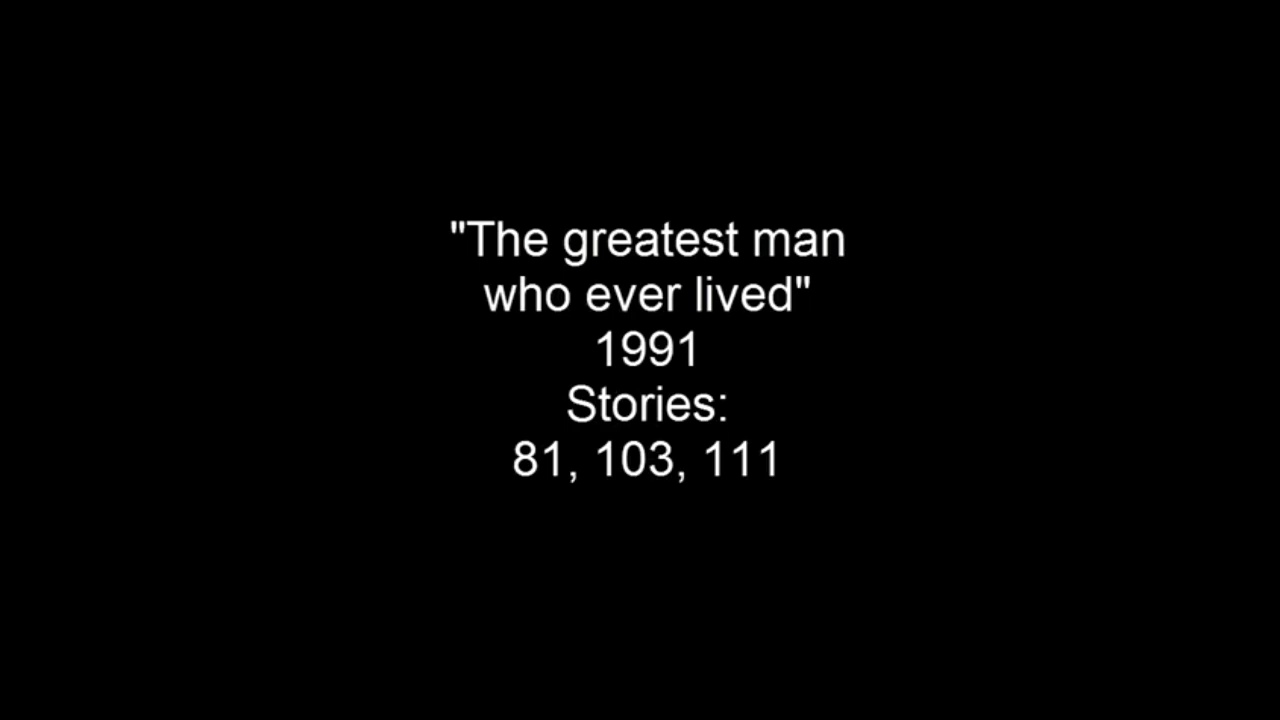 "The greatest man
who ever lived"
1991
Stories:
81, 103, 111